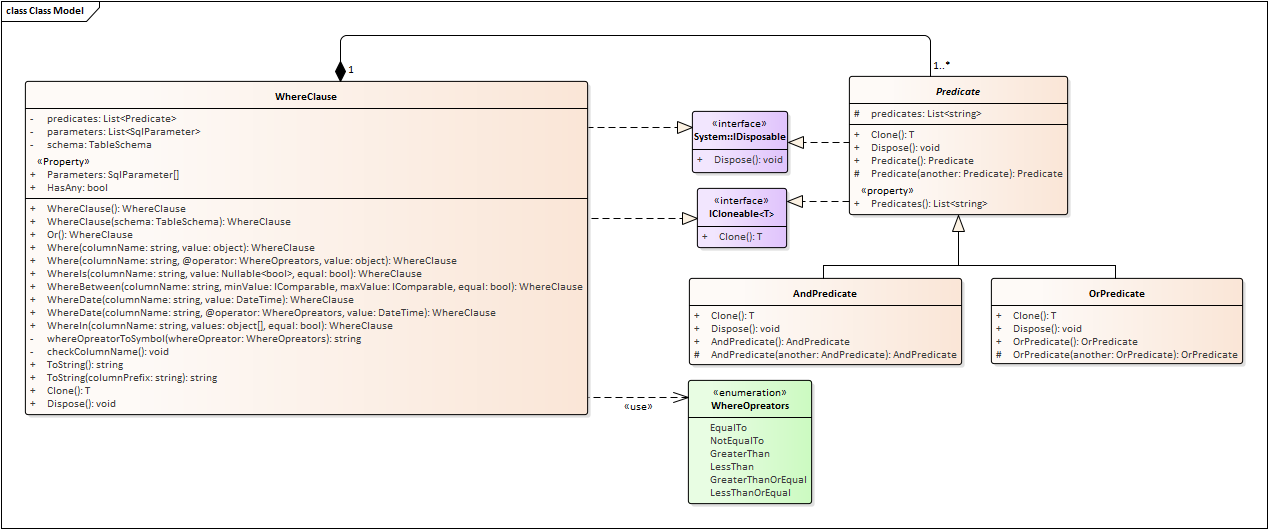 class Class Model
1
1..*
WhereClause
- predicates: List<Predicate>
- parameters: List<SqlParameter>
- schema: TableSchema
«Property»
+ Parameters: SqlParameter[]
+ HasAny: bool
+ WhereClause(): WhereClause
+ WhereClause(schema: TableSchema): WhereClause
+ Or(): WhereClause
+ Where(columnName: string, value: object): WhereClause
+ Where(columnName: string, @operator: WhereOpreators, value: object): WhereClause
+ WhereIs(columnName: string, value: Nullable<bool>, equal: bool): WhereClause
+ WhereBetween(columnName: string, minValue: IComparable, maxValue: IComparable, equal: bool): WhereClause
+ WhereDate(columnName: string, value: DateTime): WhereClause
+ WhereDate(columnName: string, @operator: WhereOpreators, value: DateTime): WhereClause
+ WhereIn(columnName: string, values: object[], equal: bool): WhereClause
- whereOpreatorToSymbol(whereOpreator: WhereOpreators): string
- checkColumnName(): void
+ ToString(): string
+ ToString(columnPrefix: string): string
+ Clone(): T
+ Dispose(): void
«interface»
System::IDisposable
+ Dispose(): void
«interface»
ICloneable<T>
+ Clone(): T
Predicate
# predicates: List<string>
+ Clone(): T
+ Dispose(): void
+ Predicate(): Predicate
# Predicate(another: Predicate): Predicate
«property»
+ Predicates(): List<string>
AndPredicate
+ Clone(): T
+ Dispose(): void
+ AndPredicate(): AndPredicate
# AndPredicate(another: AndPredicate): AndPredicate
OrPredicate
+ Clone(): T
+ Dispose(): void
+ OrPredicate(): OrPredicate
# OrPredicate(another: OrPredicate): OrPredicate
«use»
«enumeration»
WhereOpreators
EqualTo
NotEqualTo
GreaterThan
LessThan
GreaterThanOrEqual
LessThanOrEqual